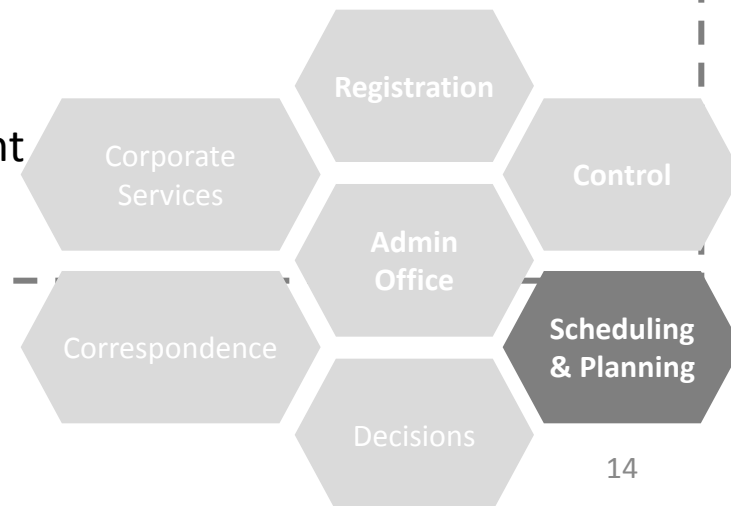 Registration
nt
Corporate
Services
Control
Admin
Office
Scheduling
& Planning
Correspondence
Decisions
14